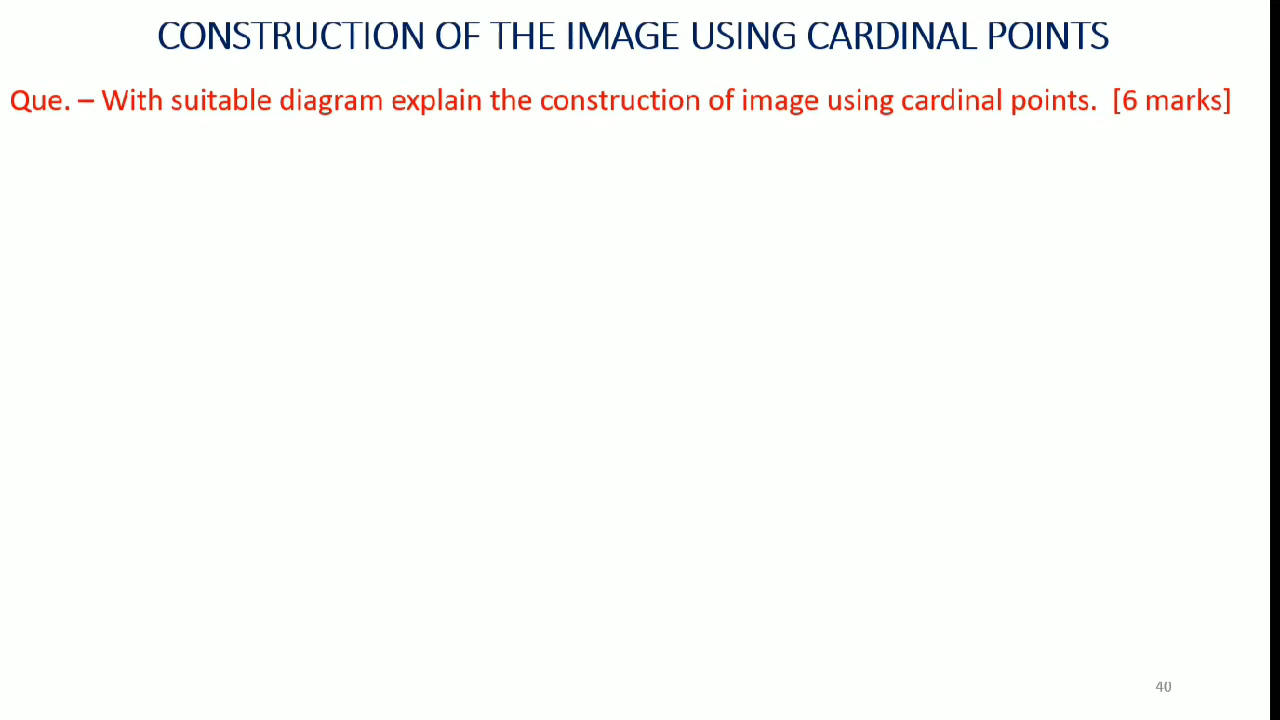 CONSTRUCTION OF THE IMAGE USING CARDINAL POINTS
Que. – With suitable diagram explain the construction of image using cardinal points. [6 marks]
40